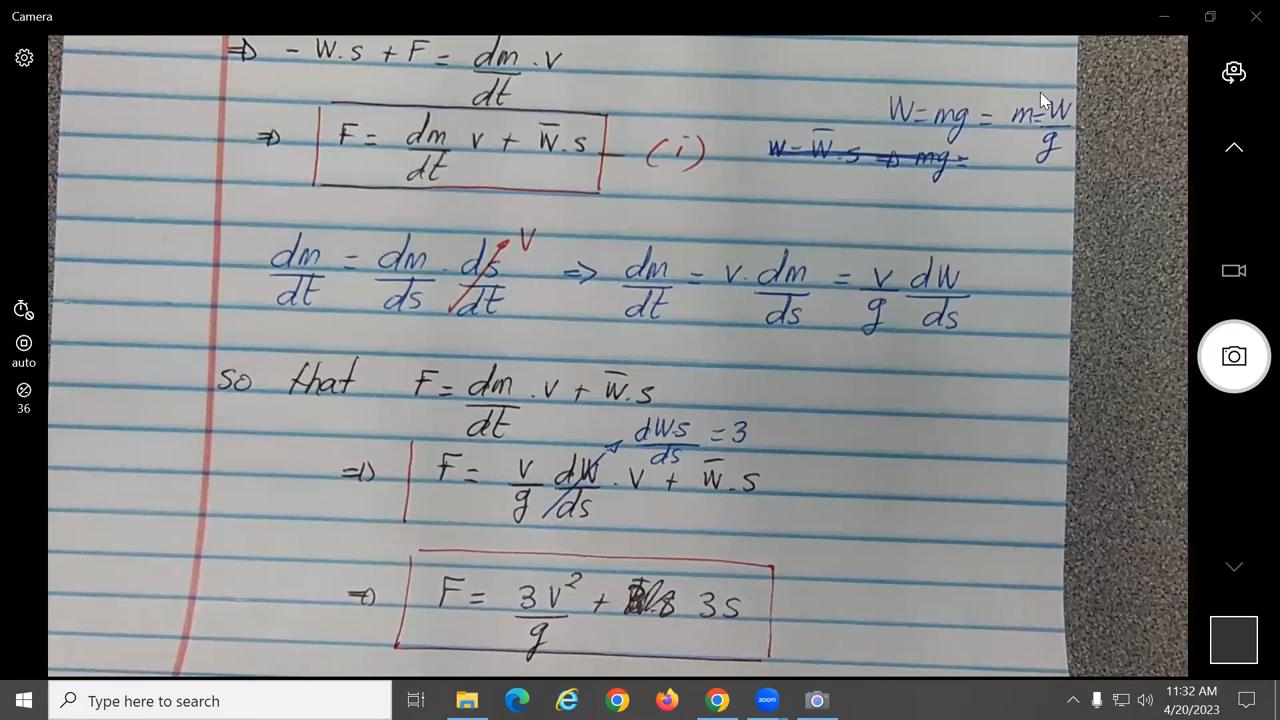 Camera
⇒ - W.s + F = dm/dt . v
⇒ F = dm/dt v + W̅.s — (i)
W = mg = m = W/g
w = W̅.s ⇒ mg =
dm/dt = dm/ds . ds/dt v ⇒ dm/dt = v. dm/ds = v/g dW/ds
so that F = dm/dt . v + W̅.s
dWs/ds = 3
⇒ F = v/g dW/ds . v + W̅.s
⇒ F = 3v²/g + 3s
auto
36
Type here to search
zoom
11:32 AM
4/20/2023